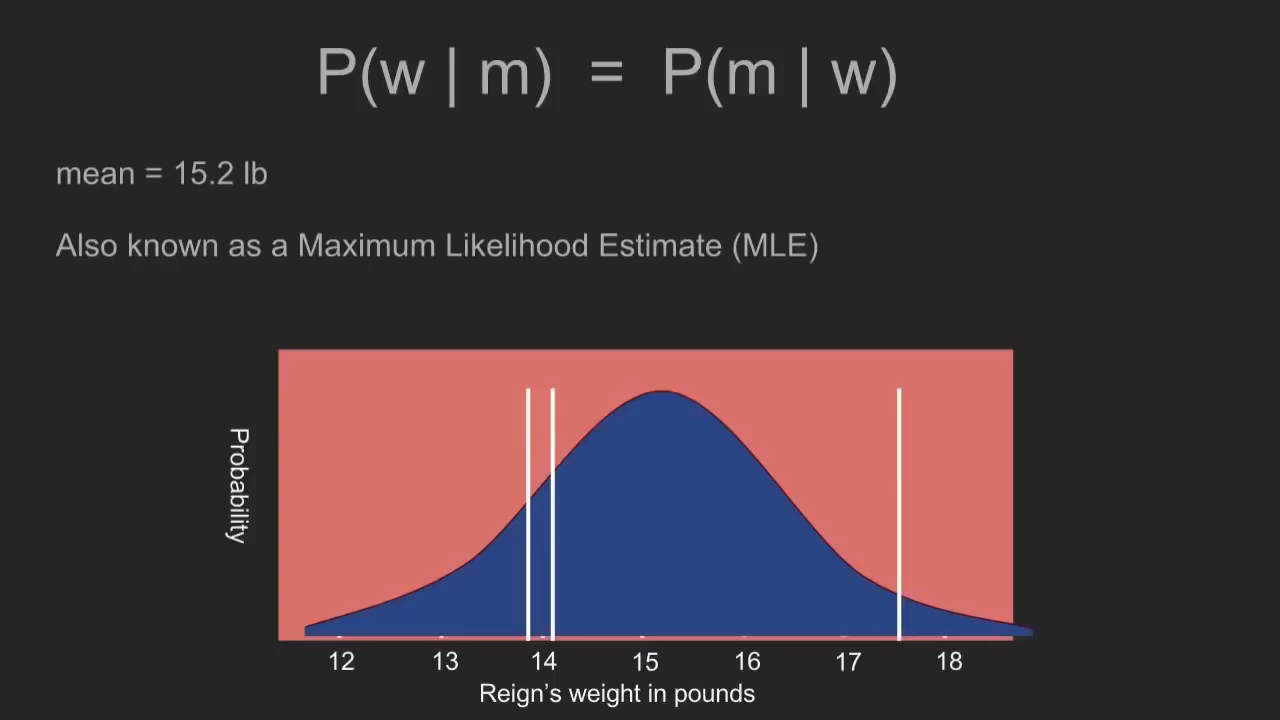 P(w | m) = P(m | w)
mean = 15.2 lb
Also known as a Maximum Likelihood Estimate (MLE)
Probability
12 13 14 15 16 17 18
Reign's weight in pounds